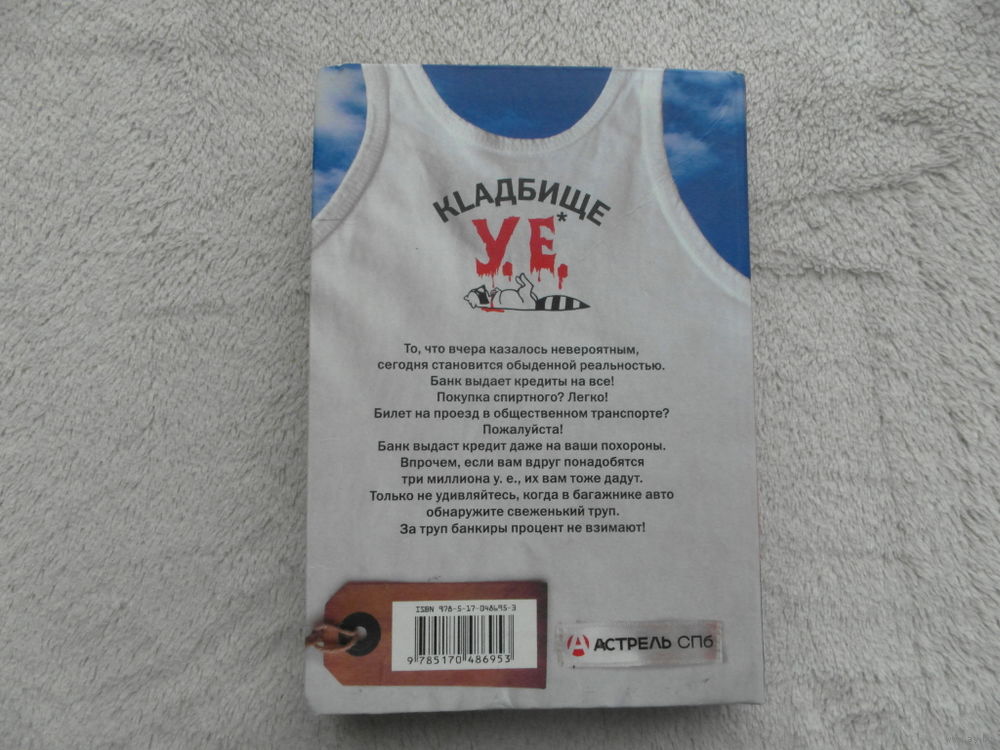 КLАДБИЩЕ
У.Е.*
То, что вчера казалось невероятным,
сегодня становится обыденной реальностью.
Банк выдает кредиты на все!
Покупка спиртного? Легко!
Билет на проезд в общественном транспорте?
Пожалуйста!
Банк выдаст кредит даже на ваши похороны.
Впрочем, если вам вдруг понадобятся
три миллиона у. е., их вам тоже дадут.
Только не удивляйтесь, когда в багажнике авто
обнаружите свеженький труп.
За труп банкиры процент не взимают!
ISBN 978-5-17-048695-3
9 785170 486953
АСТРЕЛЬ СПб